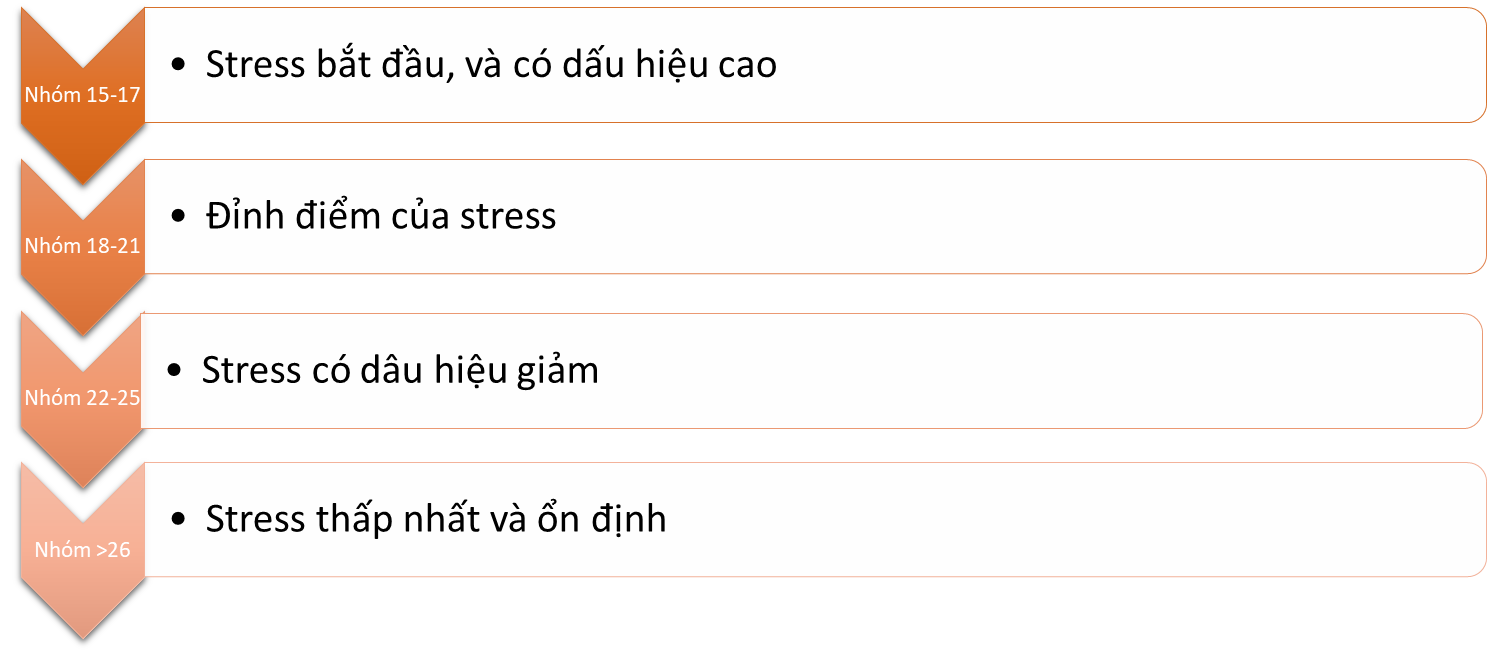 Nhóm 15-17
• Stress bắt đầu, và có dấu hiệu cao
Nhóm 18-21
• Đỉnh điểm của stress
Nhóm 22-25
• Stress có dâu hiệu giảm
Nhóm >26
• Stress thấp nhất và ổn định